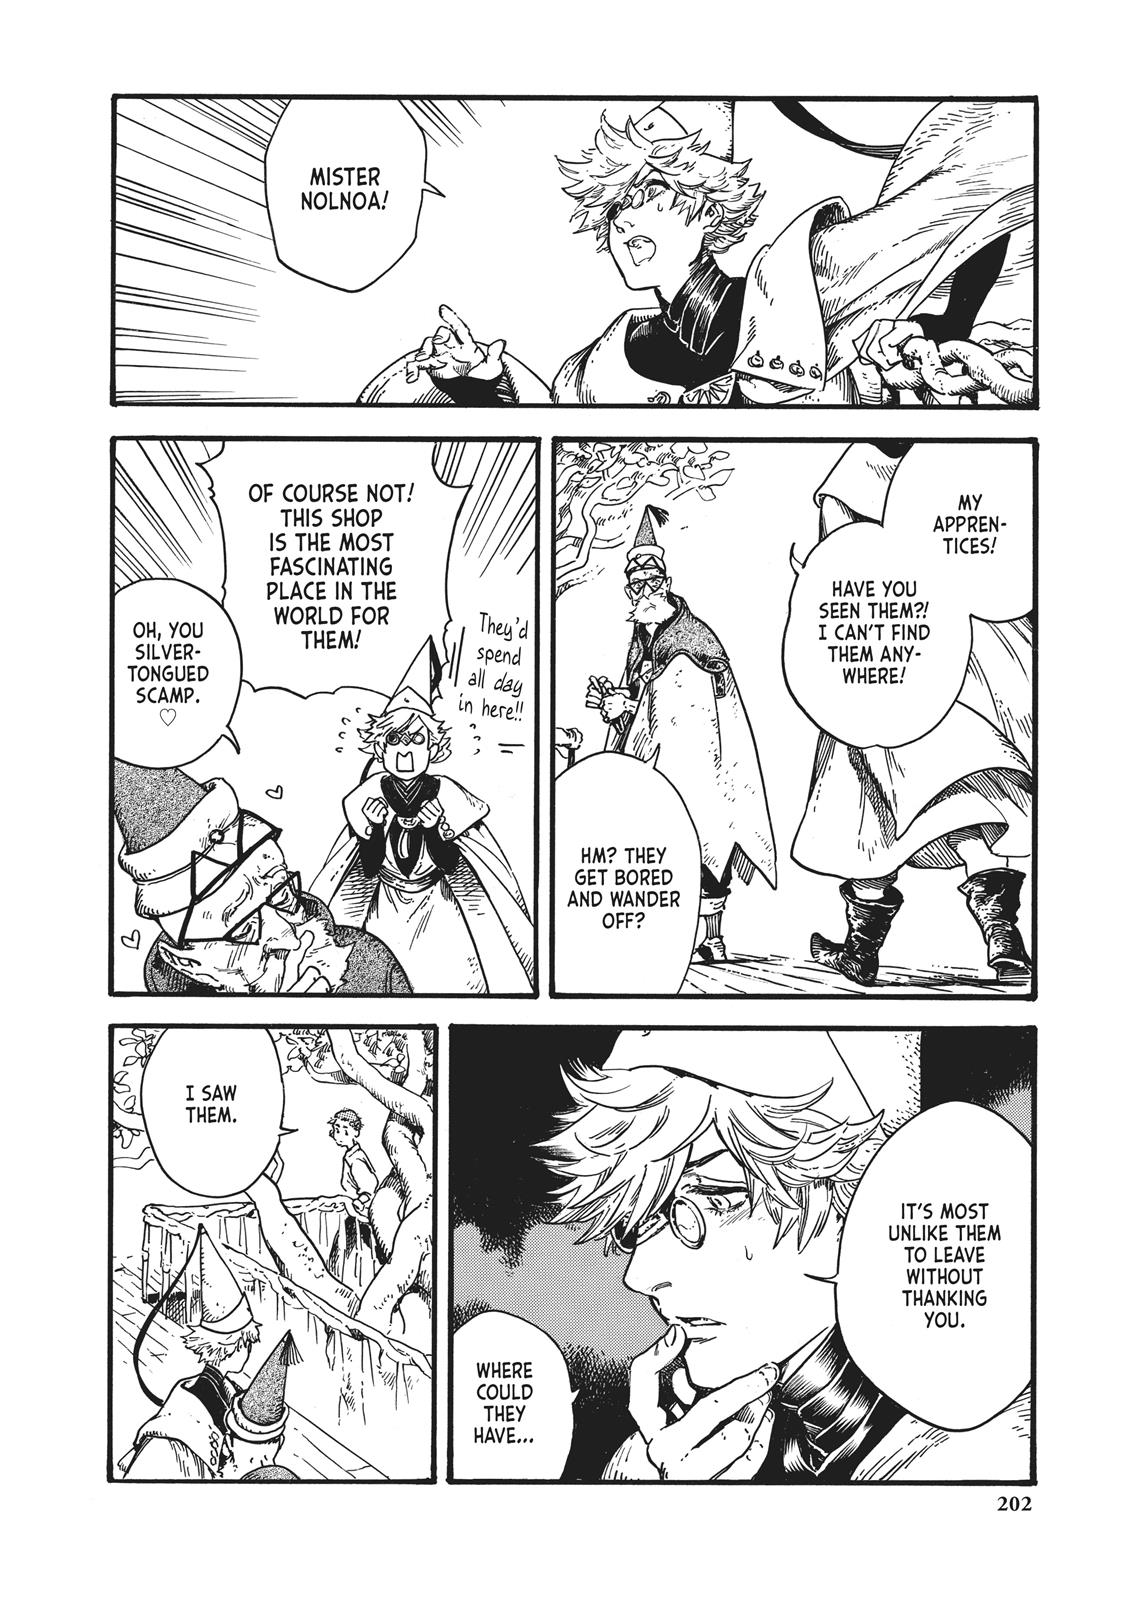 MISTER
NOLNOA!
MY
APPREN-
TICES!
HAVE YOU
SEEN THEM?!
I CAN'T FIND
THEM ANY-
WHERE!
HM? THEY
GET BORED
AND WANDER
OFF?
OF COURSE NOT!
THIS SHOP
IS THE MOST
FASCINATING
PLACE IN THE
WORLD FOR
THEM!
They'd
spend
all day
in here!!
OH, YOU
SILVER-
TONGUED
SCAMP.
♡
IT'S MOST
UNLIKE THEM
TO LEAVE
WITHOUT
THANKING
YOU.
WHERE
COULD
THEY
HAVE...
I SAW
THEM.
202